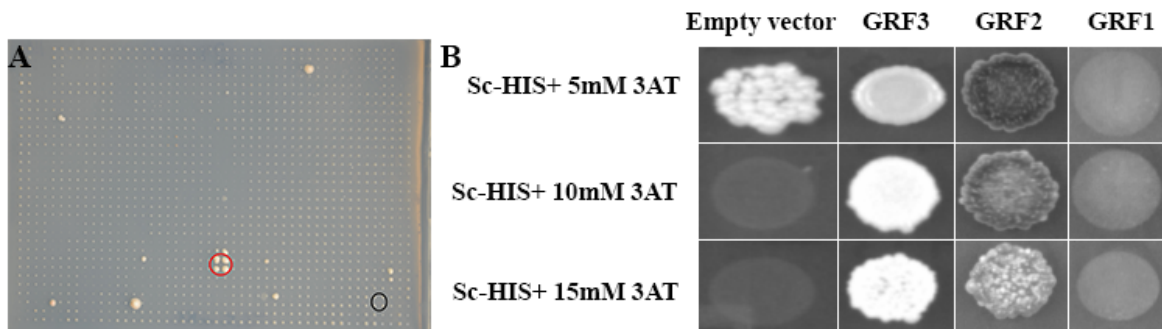 A
B
Empty vector GRF3 GRF2 GRF1
Sc-HIS+ 5mM 3AT
Sc-HIS+ 10mM 3AT
Sc-HIS+ 15mM 3AT